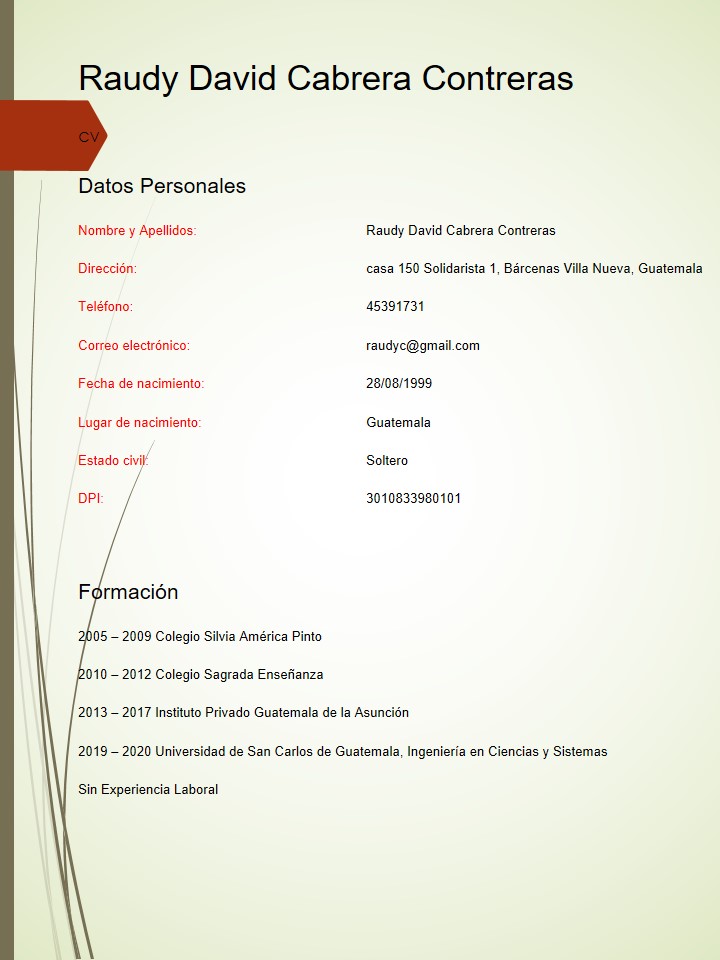 Raudy David Cabrera Contreras
CV
Datos Personales
Nombre y Apellidos: Raudy David Cabrera Contreras
Dirección: casa 150 Solidarista 1, Bárcenas Villa Nueva, Guatemala
Teléfono: 45391731
Correo electrónico: raudyc@gmail.com
Fecha de nacimiento: 28/08/1999
Lugar de nacimiento: Guatemala
Estado civil: Soltero
DPI: 3010833980101
Formación
2005 – 2009 Colegio Silvia América Pinto
2010 – 2012 Colegio Sagrada Enseñanza
2013 – 2017 Instituto Privado Guatemala de la Asunción
2019 – 2020 Universidad de San Carlos de Guatemala, Ingeniería en Ciencias y Sistemas
Sin Experiencia Laboral